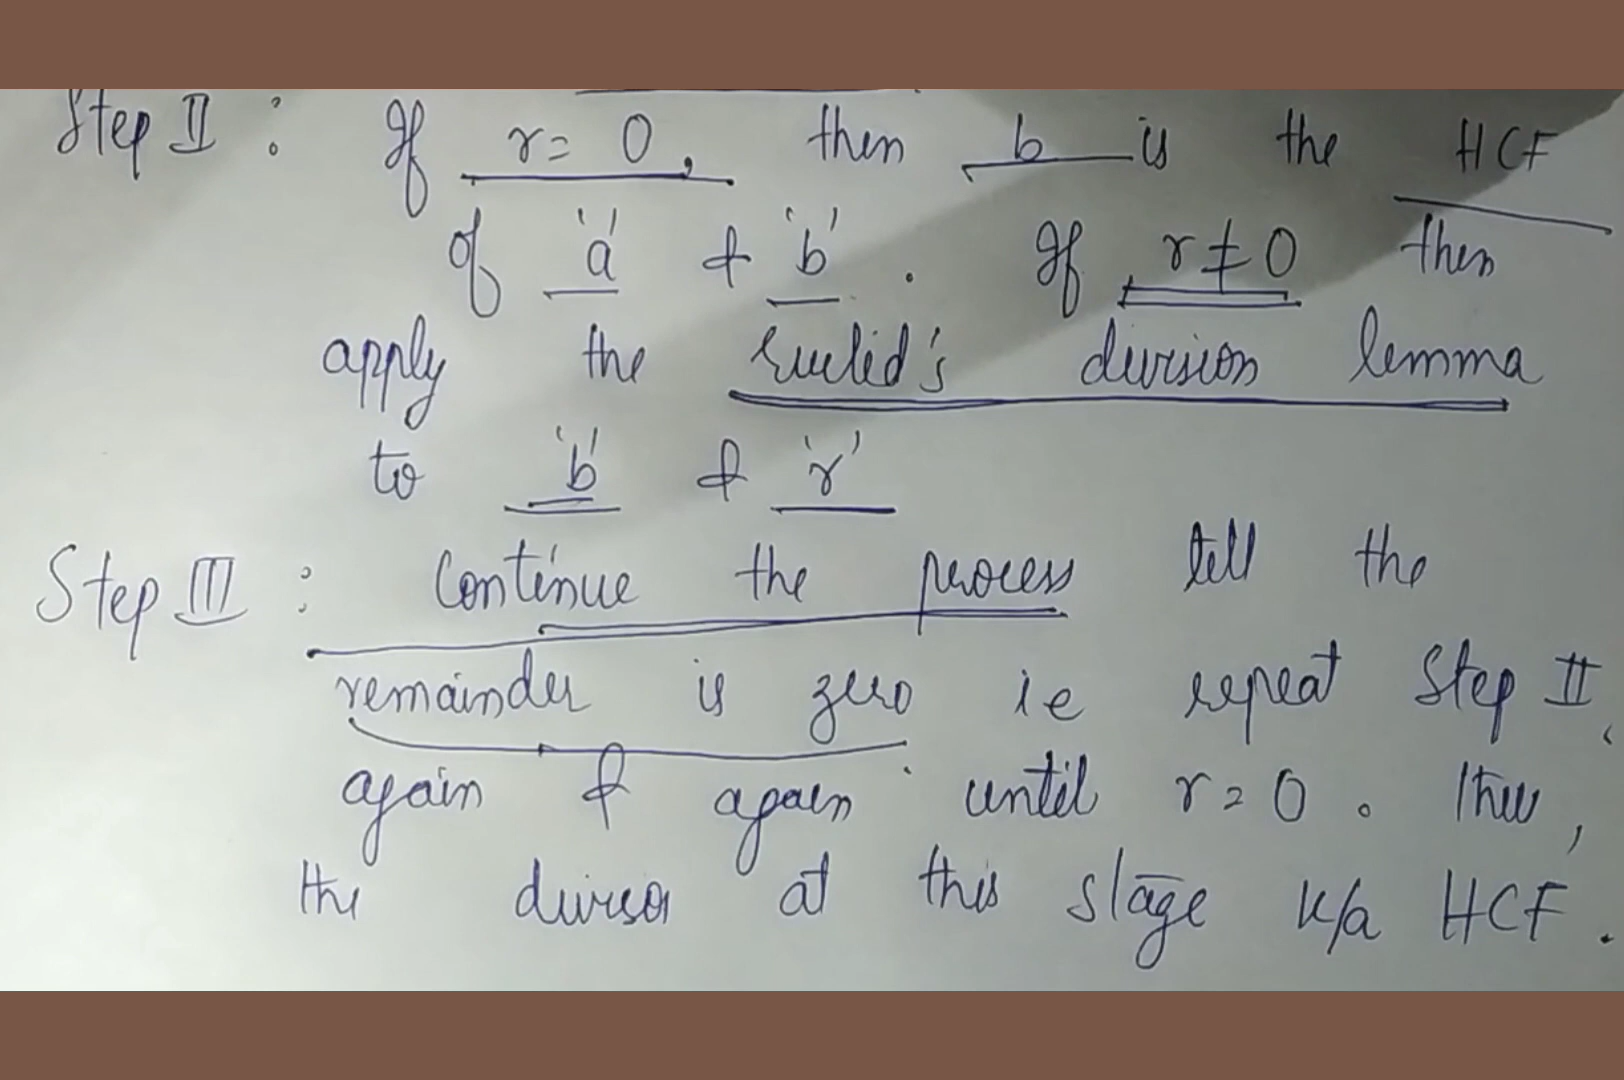 Step II : If r = 0, then b is the HCF
of 'a' & 'b'. If r ≠ 0 then
apply the Euclid's division lemma
to 'b' & 'r'
Step III : Continue the process till the
remainder is zero ie repeat Step II
again & again until r = 0. Thus,
the divisor at this stage k/a HCF.